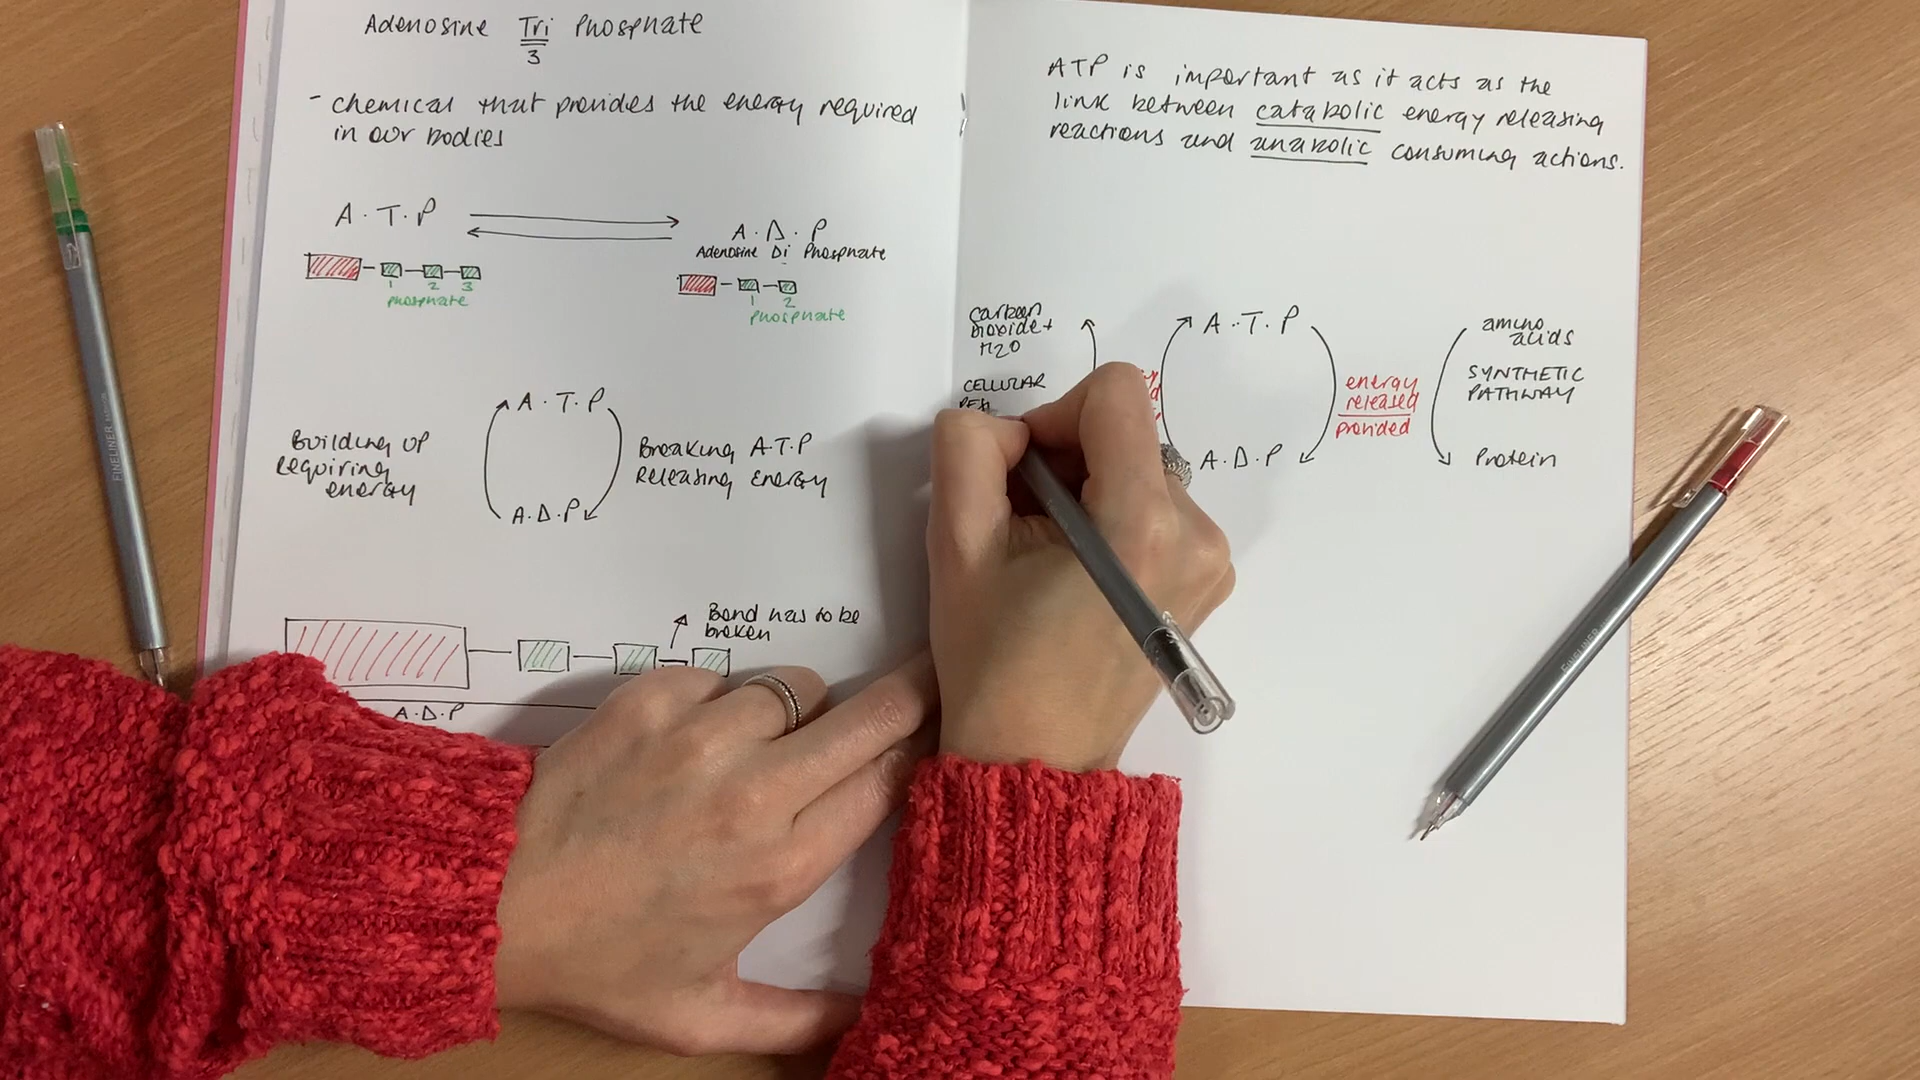 Adenosine Tri Phosphate
3
- chemical that provides the energy required
in our bodies
A.T.P
A.D.P
Adenosine Di Phosphate
1 2 3
phosphate
1 2
phosphate
A.T.P
Building up
requiring
energy
Breaking A.T.P
releasing energy
A.D.P
Bond has to be
broken
A.D.P
ATP is important as it acts as the
link between catabolic energy releasing
reactions and anabolic consuming actions.
carbon
dioxide +
H2O
CELLULAR
A.T.P
energy
released
provided
A.D.P
amino
acids
SYNTHETIC
PATHWAY
Protein
FINELINER
FINELINER